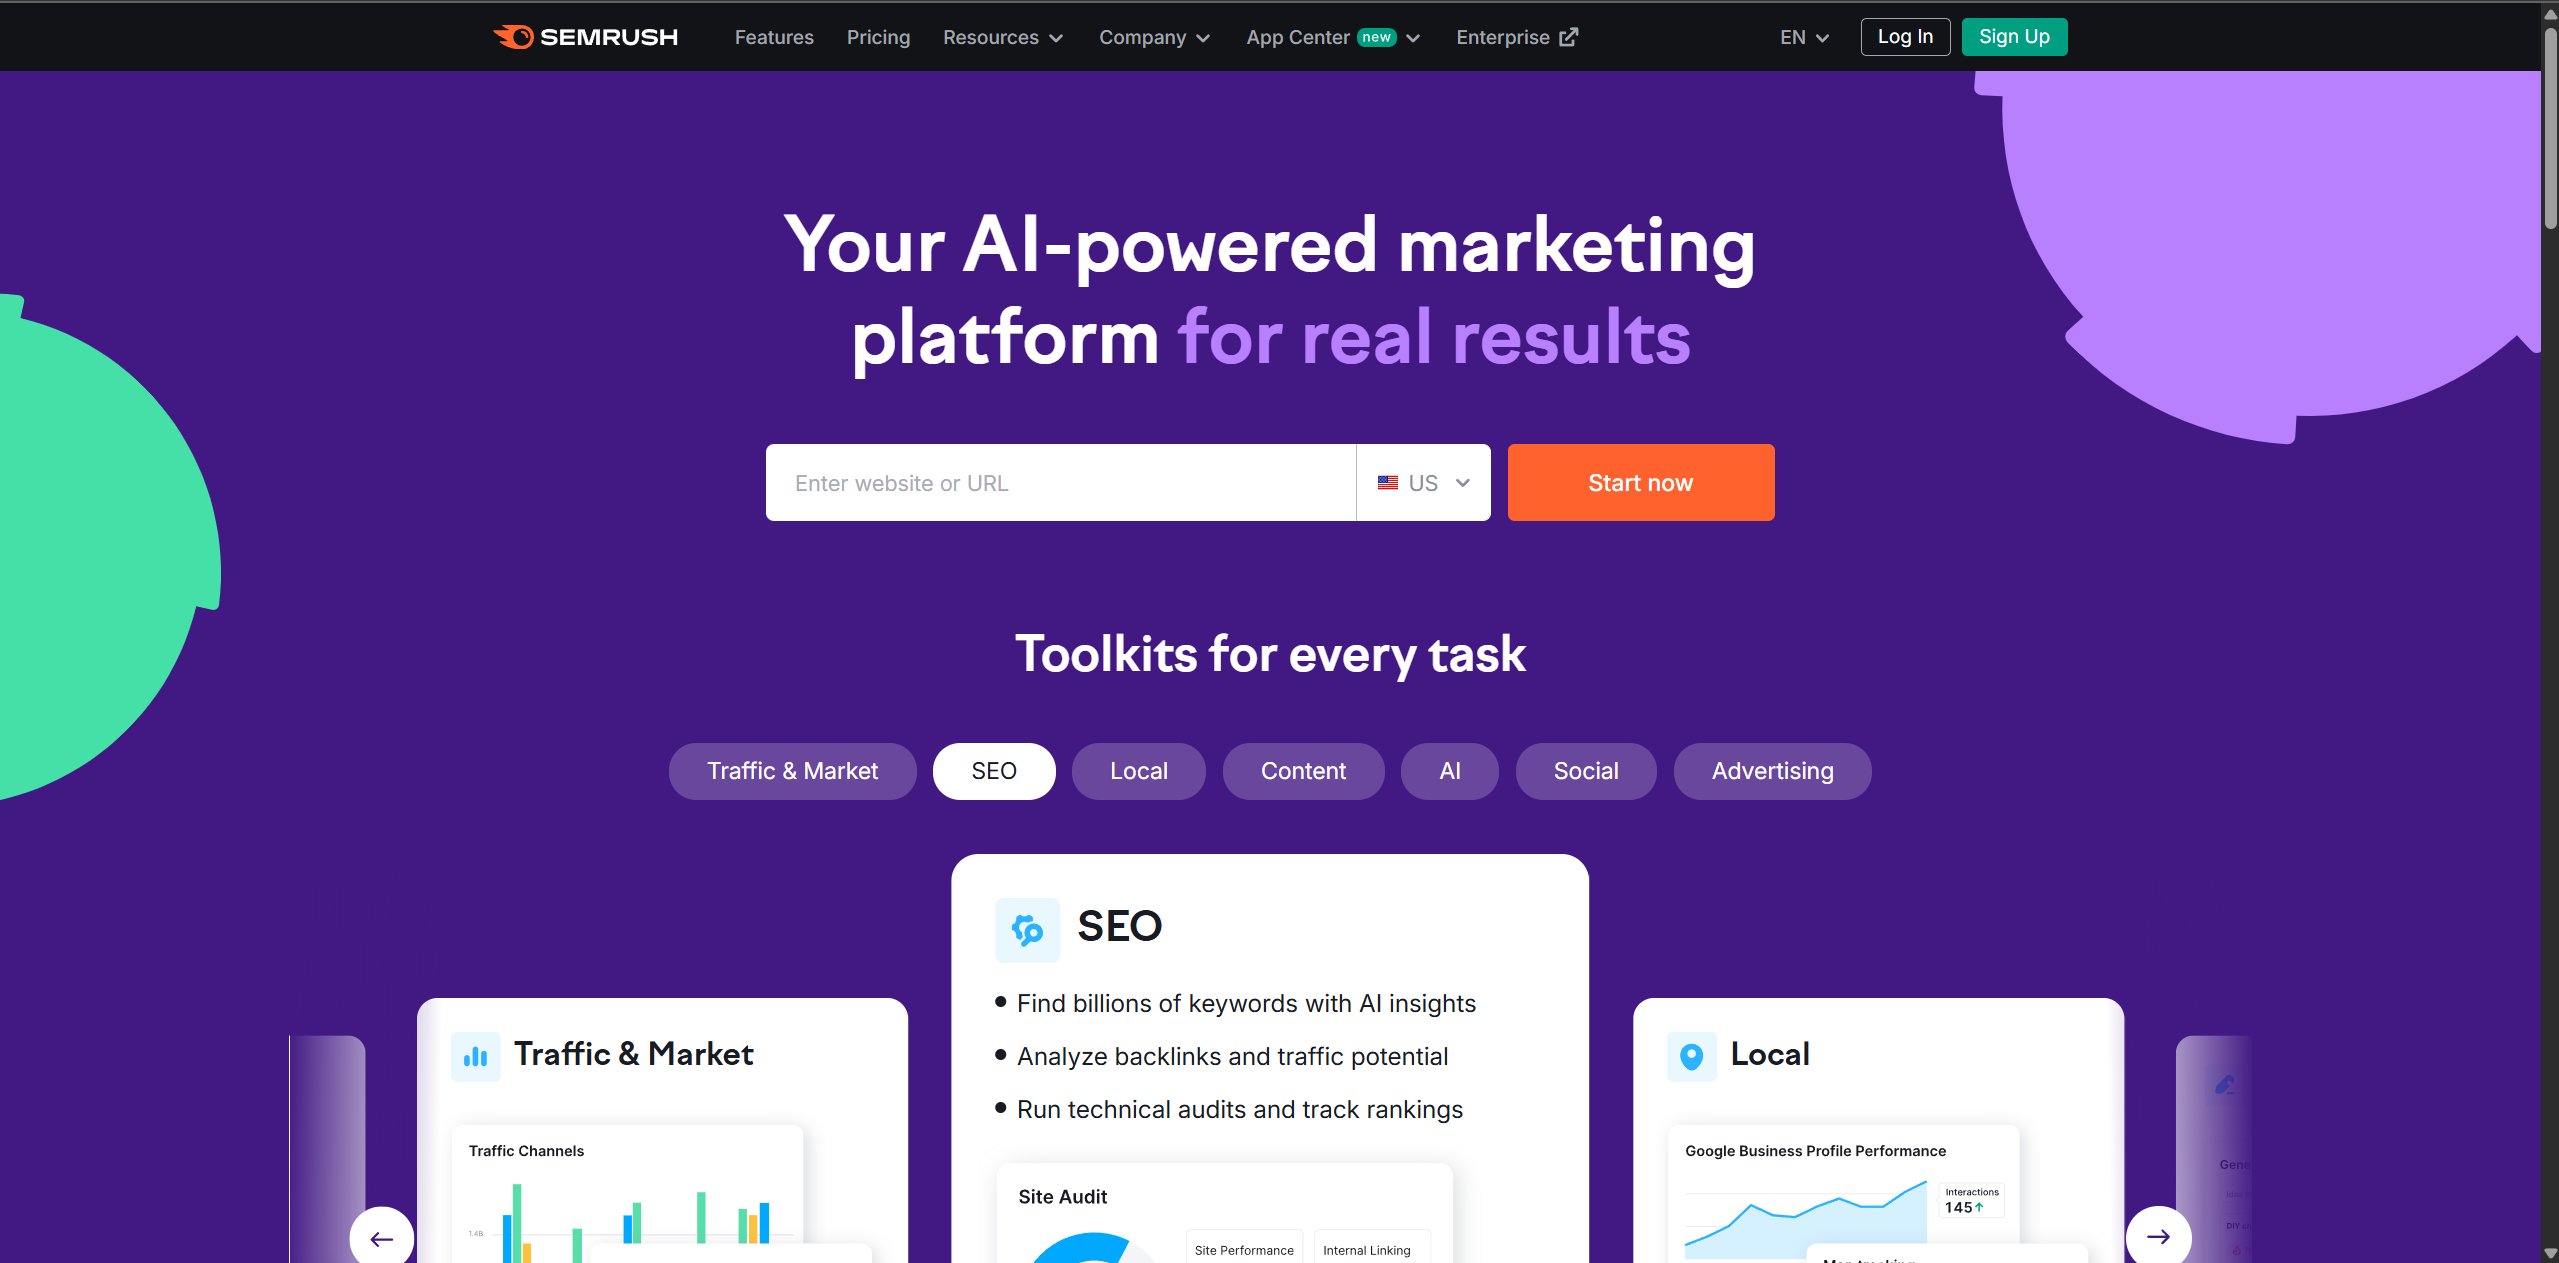 SEMRUSH
Features
Pricing
Resources
Company
App Center new
Enterprise
EN
Log In
Sign Up
Your AI-powered marketing
platform for real results
Enter website or URL
US
Start now
Toolkits for every task
Traffic & Market
SEO
Local
Content
AI
Social
Advertising
Traffic & Market
Traffic Channels
1.4B
SEO
• Find billions of keywords with AI insights
• Analyze backlinks and traffic potential
• Run technical audits and track rankings
Site Audit
Site Performance
Internal Linking
Local
Google Business Profile Performance
Interactions
145